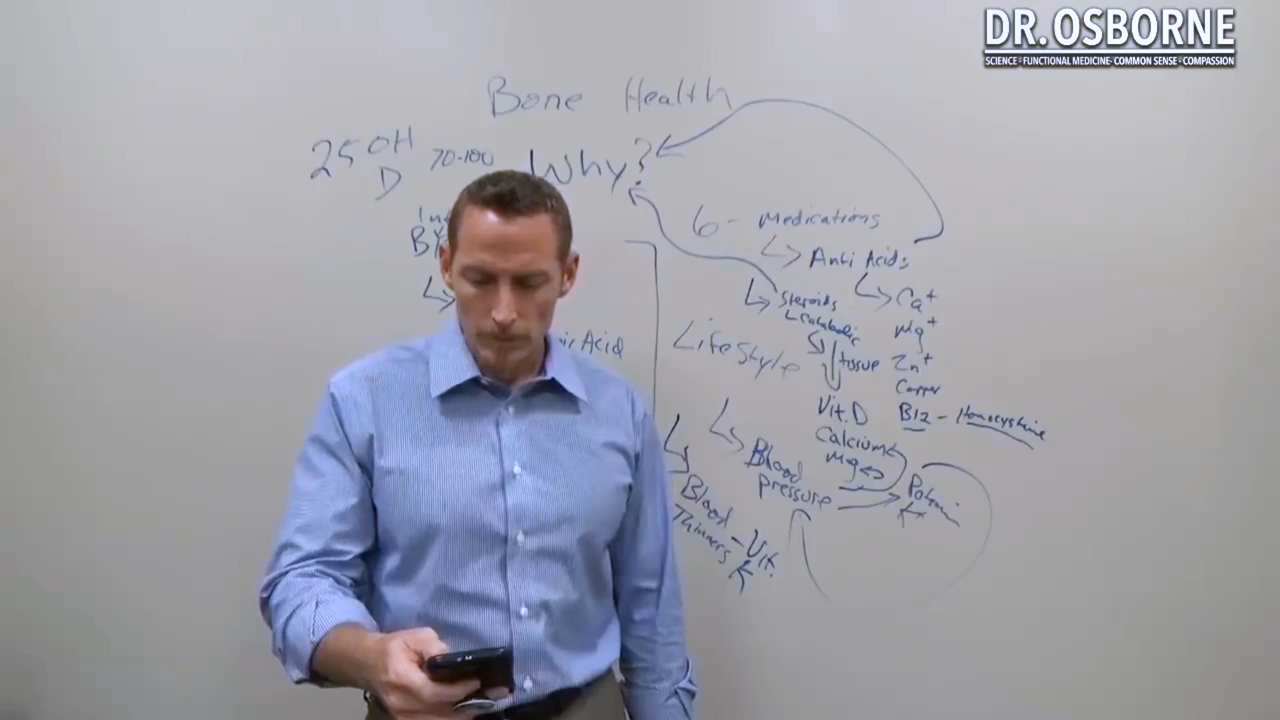 DR. OSBORNE
SCIENCE - FUNCTIONAL MEDICINE- COMMON SENSE - COMPASSION
Bone Health
25 OH D 70-100
Why?
6 - Medications
Anti Acids
Ca+
Mg+
Zn+
Copper
B12 - Homocysteine
Steroids
Catabolic
tissue
Vit. D
Calcium
Mg
Lifestyle
Acid
Blood
pressure
K+
Blood
Thinners - Vit.
K